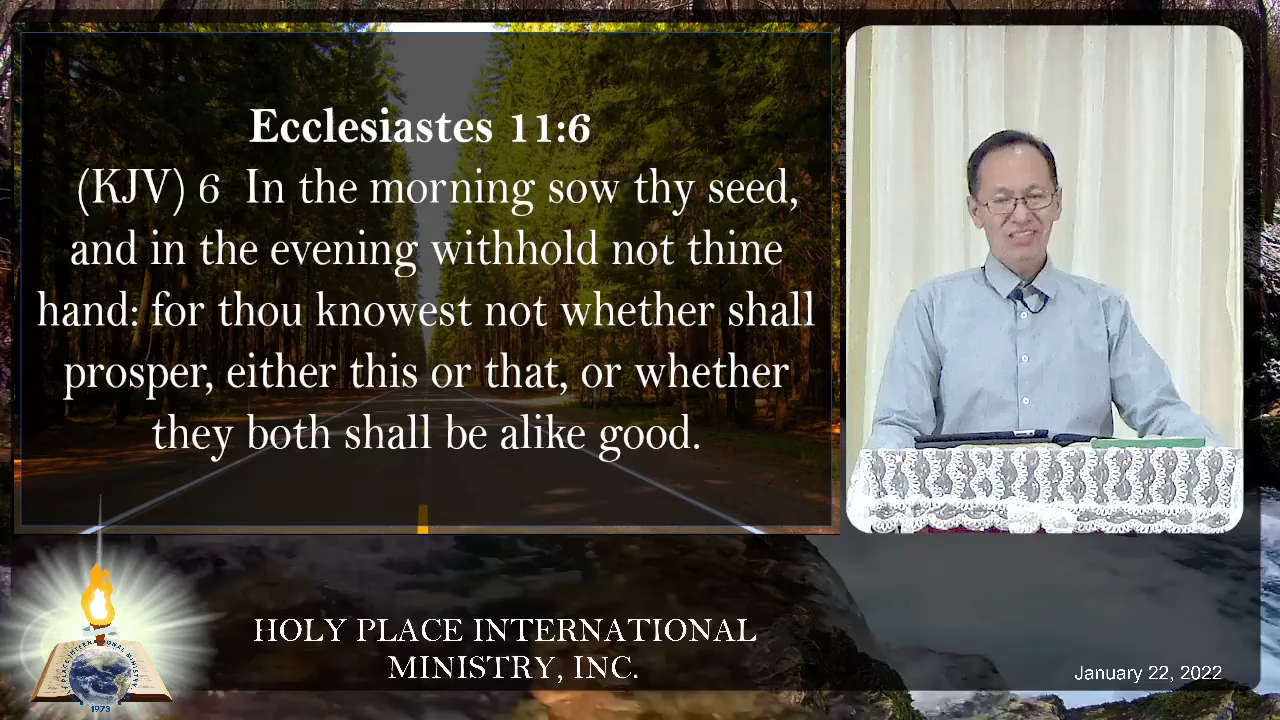 Ecclesiastes 11:6
(KJV) 6 In the morning sow thy seed,
and in the evening withhold not thine
hand: for thou knowest not whether shall
prosper, either this or that, or whether
they both shall be alike good.
HOLY PLACE INTERNATIONAL
MINISTRY, INC.
January 22, 2022
1973